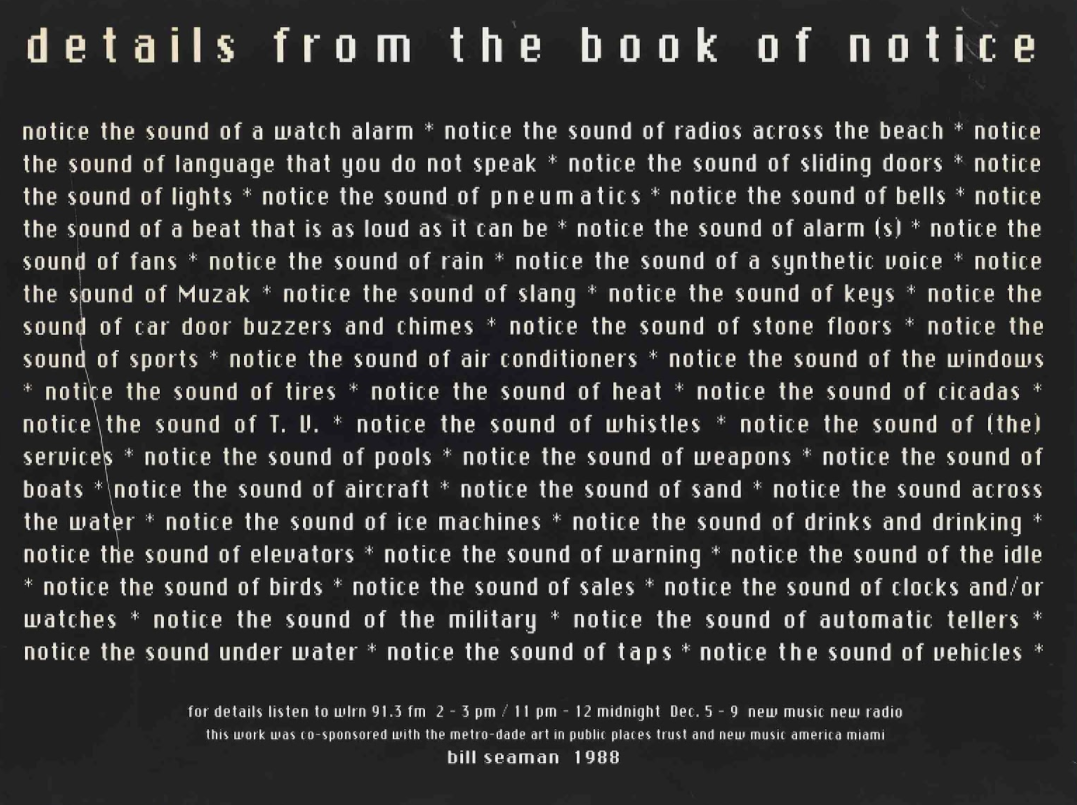 details from the book of notice
notice the sound of a watch alarm * notice the sound of radios across the beach * notice
the sound of language that you do not speak * notice the sound of sliding doors * notice
the sound of lights * notice the sound of pneumatics * notice the sound of bells * notice
the sound of a beat that is as loud as it can be * notice the sound of alarm (s) * notice the
sound of fans * notice the sound of rain * notice the sound of a synthetic voice * notice
the sound of Muzak * notice the sound of slang * notice the sound of keys * notice the
sound of car door buzzers and chimes * notice the sound of stone floors * notice the
sound of sports * notice the sound of air conditioners * notice the sound of the windows
* notice the sound of tires * notice the sound of heat * notice the sound of cicadas *
notice the sound of T. V. * notice the sound of whistles * notice the sound of (the)
services * notice the sound of pools * notice the sound of weapons * notice the sound of
boats * notice the sound of aircraft * notice the sound of sand * notice the sound across
the water * notice the sound of ice machines * notice the sound of drinks and drinking *
notice the sound of elevators * notice the sound of warning * notice the sound of the idle
* notice the sound of birds * notice the sound of sales * notice the sound of clocks and/or
watches * notice the sound of the military * notice the sound of automatic tellers *
notice the sound under water * notice the sound of taps * notice the sound of vehicles *
for details listen to wlrn 91.3 fm 2 - 3 pm / 11 pm - 12 midnight Dec. 5 - 9 new music new radio
this work was co-sponsored with the metro-dade art in public places trust and new music america miami
bill seaman 1988